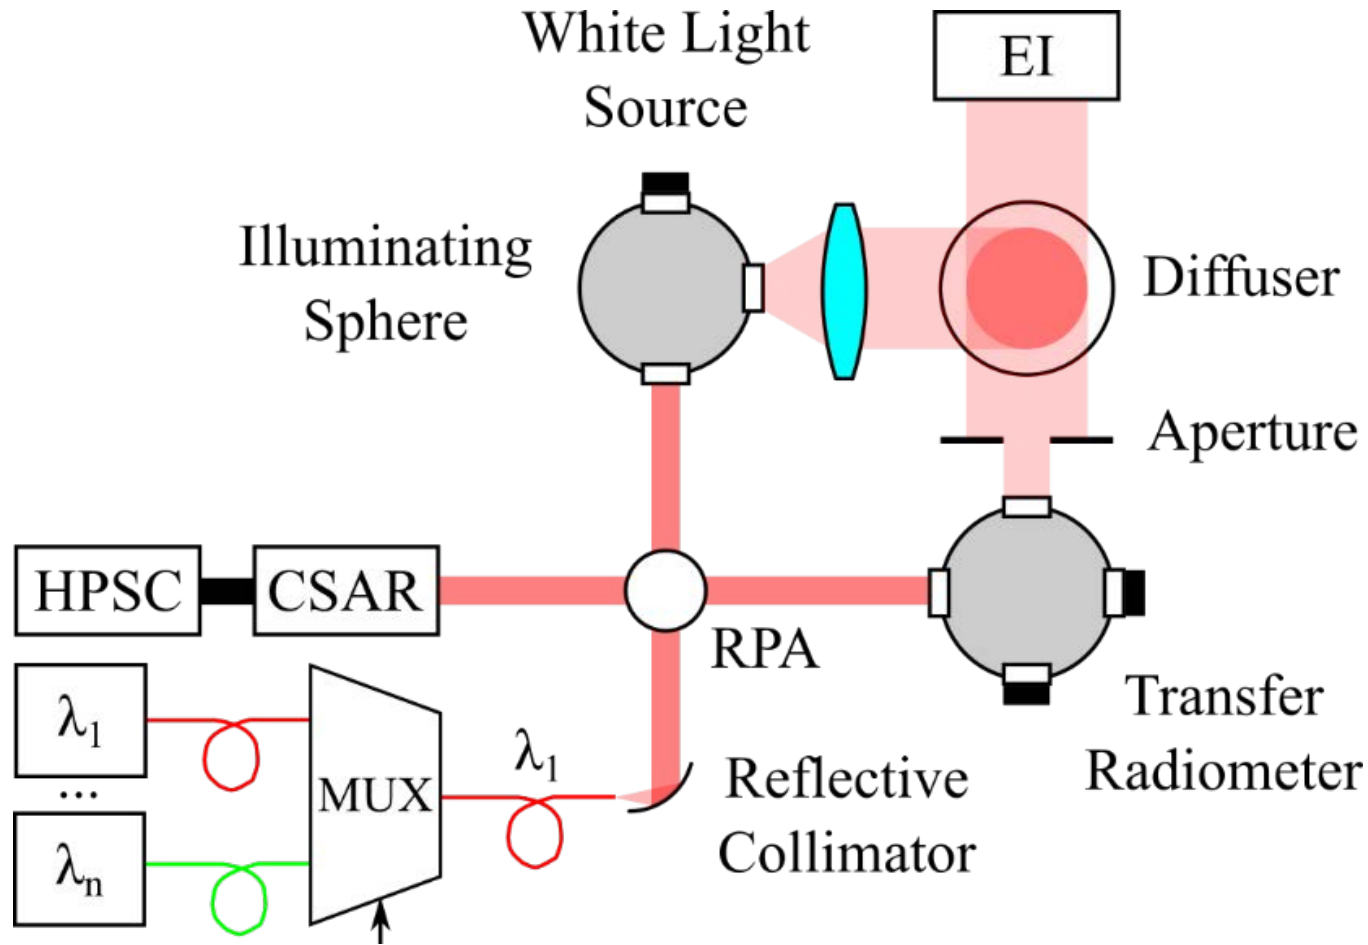 White Light
Source
EI
Illuminating
Sphere
Diffuser
Aperture
HPSC
CSAR
RPA
Transfer
Radiometer
λ1
...
λn
MUX
λ1
Reflective
Collimator